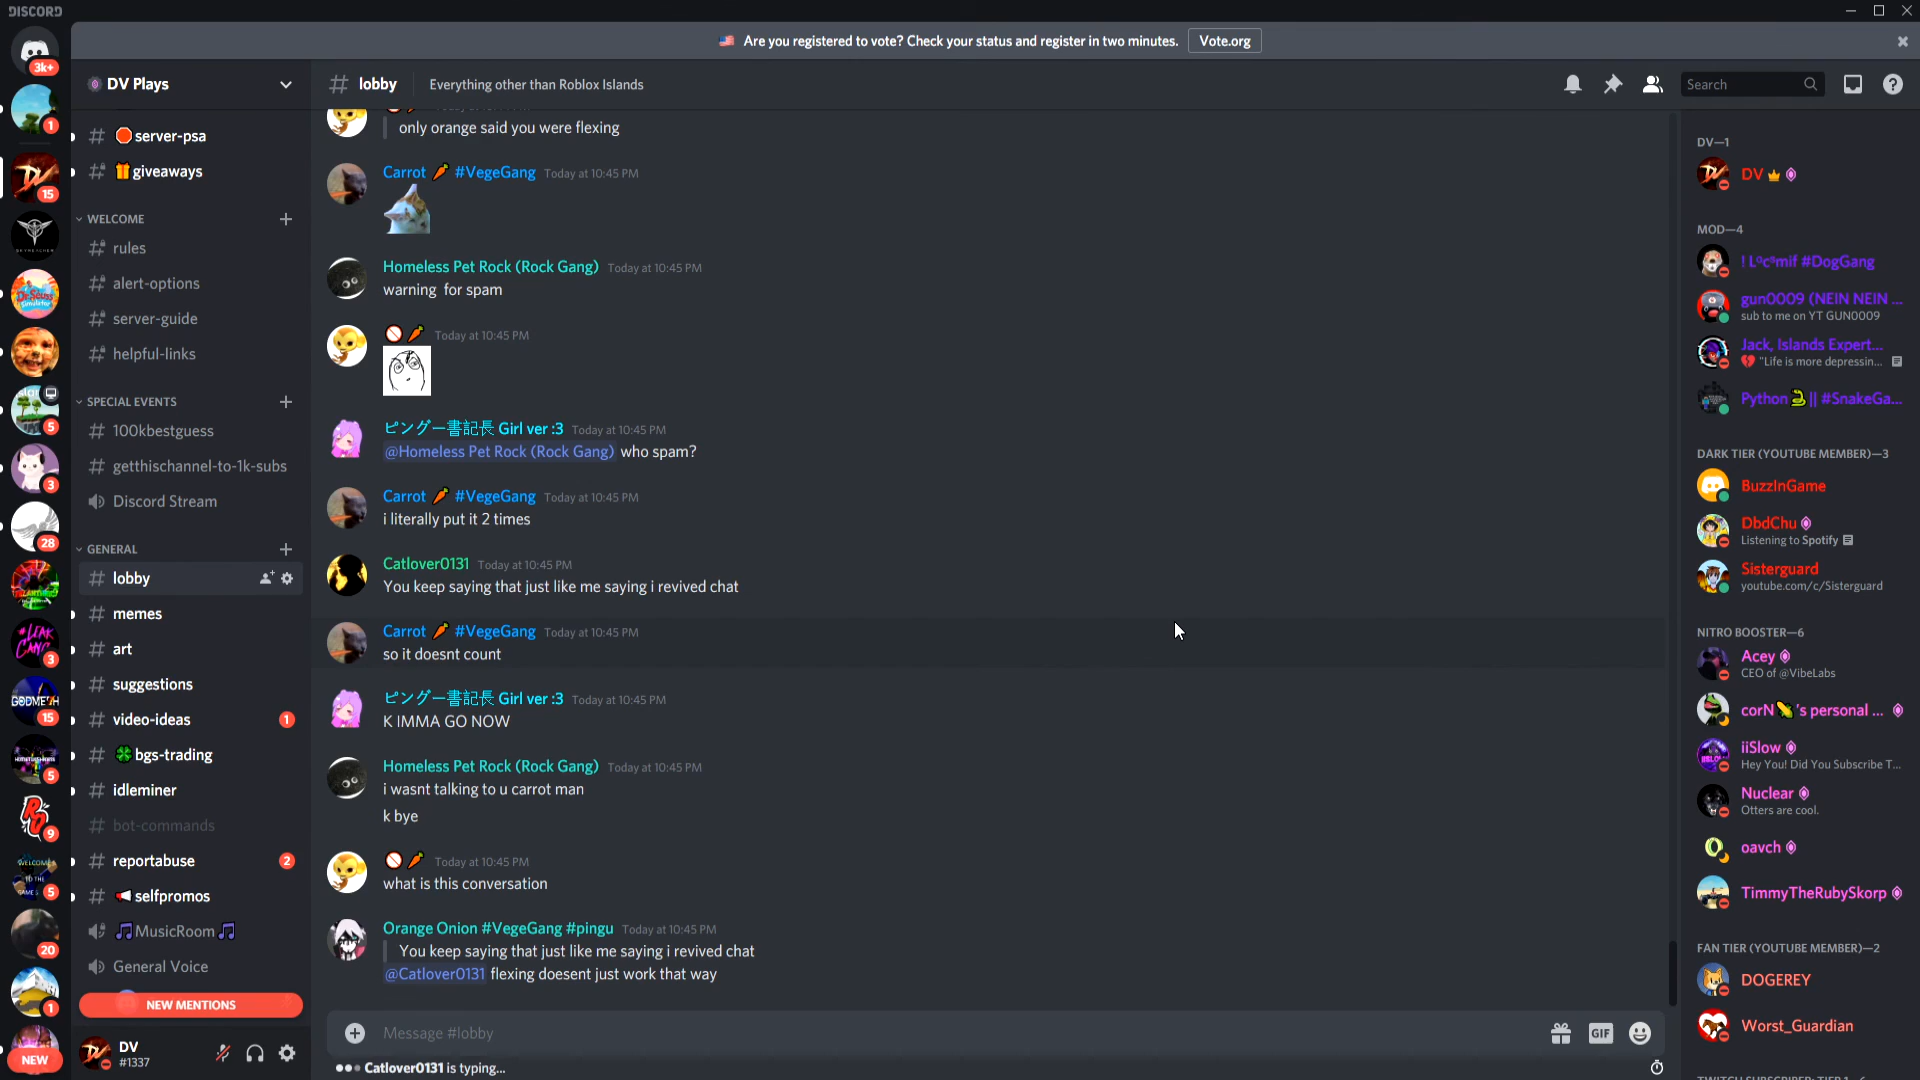 DISCORD
Are you registered to vote? Check your status and register in two minutes.
Vote.org
3k+
1
15
5
3
28
3
15
5
9
5
20
1
NEW
DV Plays
server-psa
giveaways
WELCOME
rules
alert-options
server-guide
helpful-links
SPECIAL EVENTS
100kbestguess
getthischannel-to-1k-subs
Discord Stream
GENERAL
lobby
memes
art
suggestions
video-ideas
1
bgs-trading
idleminer
bot-commands
reportabuse
2
selfpromos
MusicRoom
General Voice
NEW MENTIONS
DV
#1337
lobby
Everything other than Roblox Islands
Search
only orange said you were flexing
Carrot 🥕 #VegeGang Today at 10:45 PM
Homeless Pet Rock (Rock Gang) Today at 10:45 PM
warning for spam
🚫 🥕 Today at 10:45 PM
ピングー書記長 Girl ver :3 Today at 10:45 PM
@Homeless Pet Rock (Rock Gang) who spam?
Carrot 🥕 #VegeGang Today at 10:45 PM
i literally put it 2 times
Catlover0131 Today at 10:45 PM
You keep saying that just like me saying i revived chat
Carrot 🥕 #VegeGang Today at 10:45 PM
so it doesnt count
ピングー書記長 Girl ver :3 Today at 10:45 PM
K IMMA GO NOW
Homeless Pet Rock (Rock Gang) Today at 10:45 PM
i wasnt talking to u carrot man
k bye
🚫 🥕 Today at 10:45 PM
what is this conversation
Orange Onion #VegeGang #pingu Today at 10:45 PM
You keep saying that just like me saying i revived chat
@Catlover0131 flexing doesent just work that way
Message #lobby
GIF
Catlover0131 is typing...
DV—1
DV
MOD—4
#DogGang
gun0009 (NEIN NEIN ...
sub to me on YT GUN0009
Jack, Islands Expert...
"Life is more depressin...
Python🐍|| #SnakeGa...
DARK TIER (YOUTUBE MEMBER)—3
BuzzInGame
DbdChu
Listening to Spotify
Sisterguard
youtube.com/c/Sisterguard
NITRO BOOSTER—6
Acey
CEO of @VibeLabs
corN🌽's personal ...
iiSlow
Hey You! Did You Subscribe T...
Nuclear
Otters are cool.
oavch
TimmyTheRubySkorp
FAN TIER (YOUTUBE MEMBER)—2
DOGEREY
Worst_Guardian